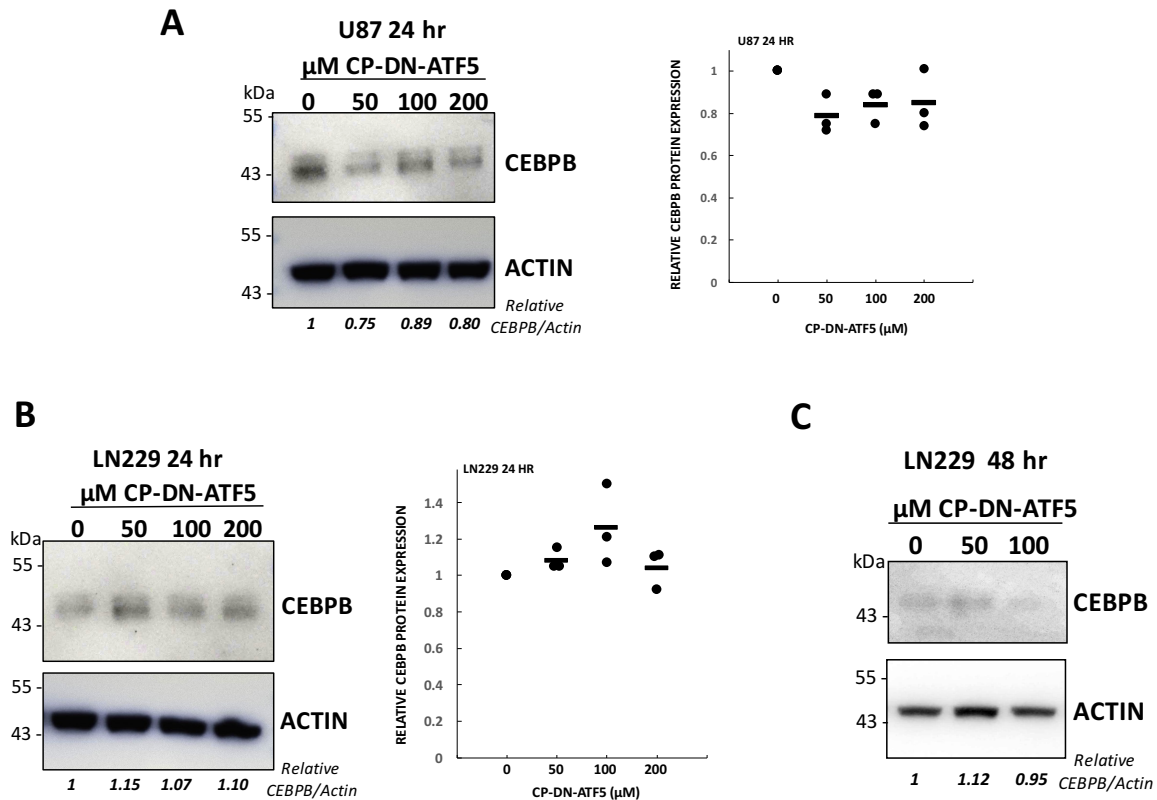 A
U87 24 hr
µM CP-DN-ATF5
kDa
0 50 100 200
55
43
CEBPB
55
43
ACTIN
1 0.75 0.89 0.80
Relative
CEBPB/Actin
U87 24 HR
RELATIVE CEBPB PROTEIN EXPRESSION
1
0.8
0.6
0.4
0.2
0
0 50 100 200
CP-DN-ATF5 (µM)
B
LN229 24 hr
µM CP-DN-ATF5
kDa
0 50 100 200
55
43
CEBPB
55
43
ACTIN
1 1.15 1.07 1.10
Relative
CEBPB/Actin
LN229 24 HR
RELATIVE CEBPB PROTEIN EXPRESSION
1.4
1.2
1
0.8
0.6
0.4
0.2
0
0 50 100 200
CP-DN-ATF5 (µM)
C
LN229 48 hr
µM CP-DN-ATF5
kDa
0 50 100
43
CEBPB
55
43
ACTIN
1 1.12 0.95
Relative
CEBPB/Actin